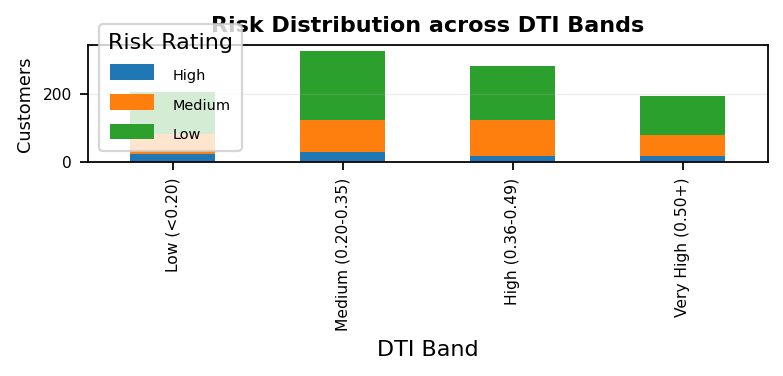 Risk Distribution across DTI Bands
Risk Rating
High
Medium
Low
Customers
200
0
Low (<0.20)
Medium (0.20-0.35)
High (0.36-0.49)
Very High (0.50+)
DTI Band